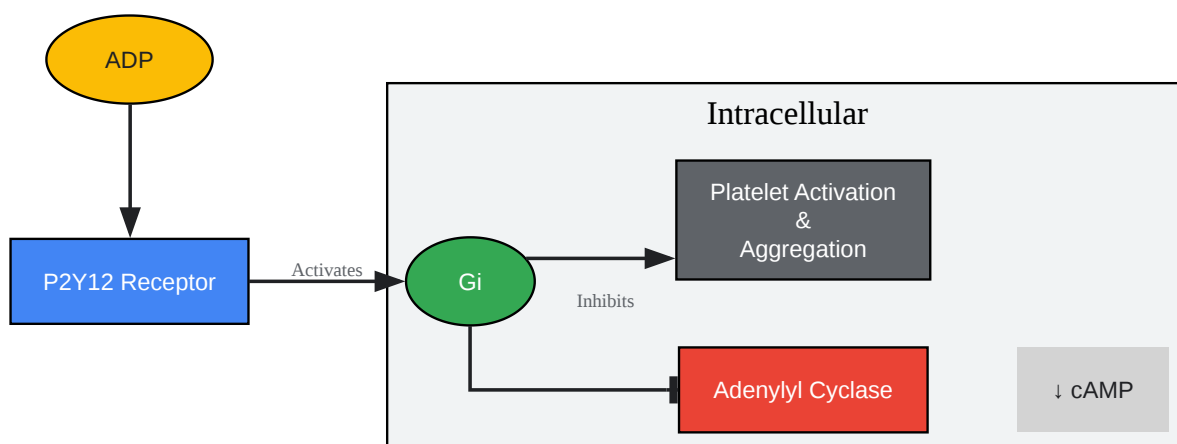 ADP
Intracellular
Platelet Activation
&
Aggregation
P2Y12 Receptor
Activates
Gi
Inhibits
Adenylyl Cyclase
↓ cAMP